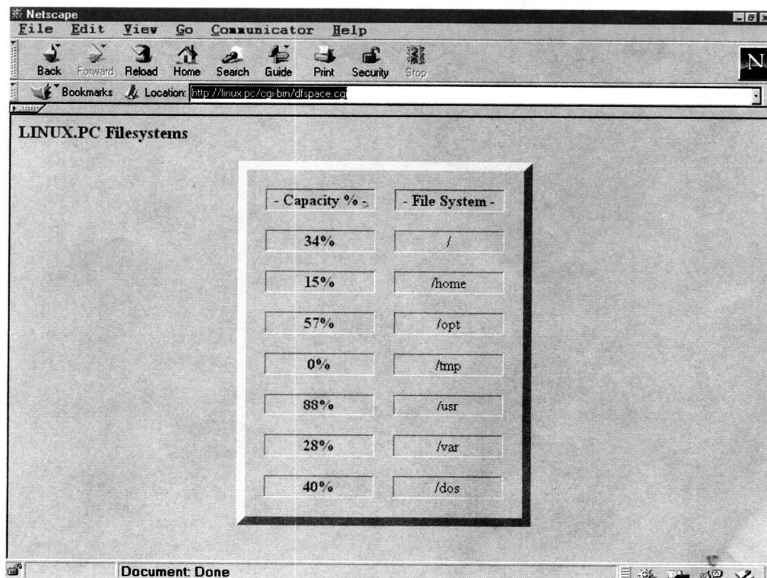 Netscape
File Edit View Go Communicator Help
Back Forward Reload Home Search Guide Print Security Stop
N
Bookmarks Location: http://linux.pc/cgi-bin/dfspace.cgi
LINUX.PC Filesystems
- Capacity % - - File System -
34% /
15% /home
57% /opt
0% /tmp
88% /usr
28% /var
40% /dos
Document: Done